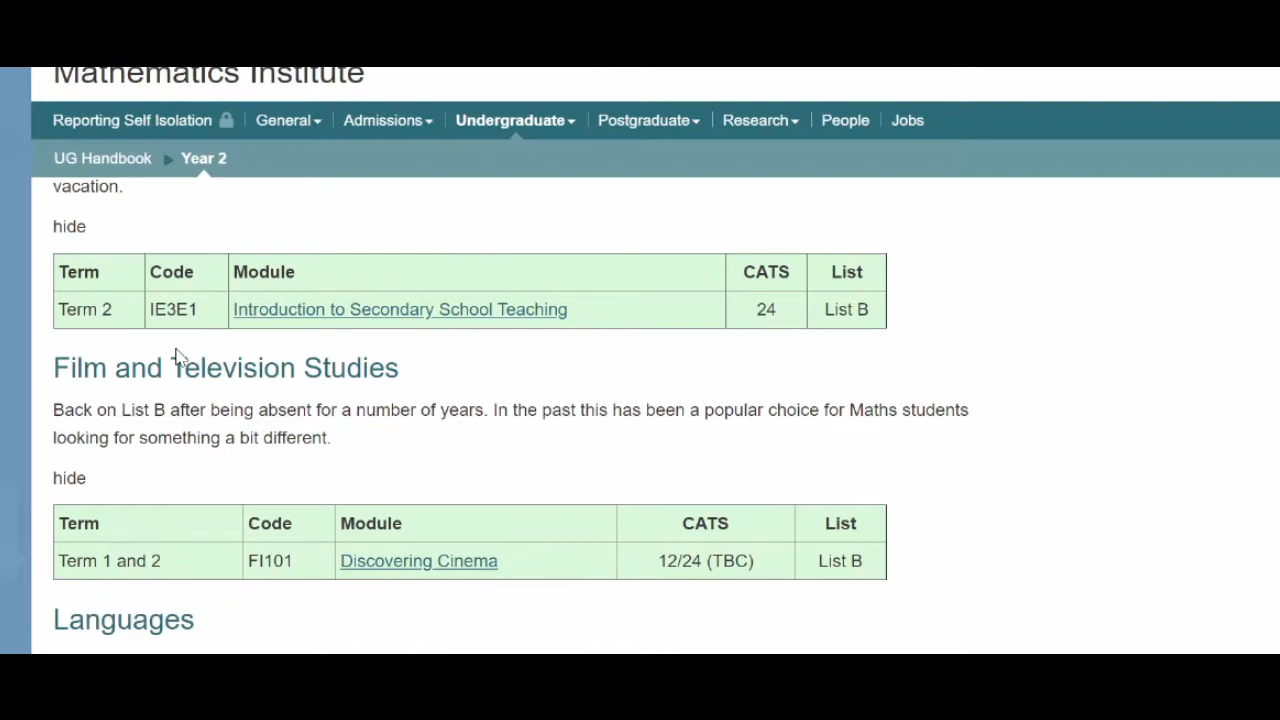 Mathematics Institute
Reporting Self Isolation General Admissions Undergraduate Postgraduate Research People Jobs
UG Handbook Year 2
vacation.
hide
Term Code Module CATS List
Term 2 IE3E1 Introduction to Secondary School Teaching 24 List B
Film and Television Studies
Back on List B after being absent for a number of years. In the past this has been a popular choice for Maths students
looking for something a bit different.
hide
Term Code Module CATS List
Term 1 and 2 FI101 Discovering Cinema 12/24 (TBC) List B
Languages